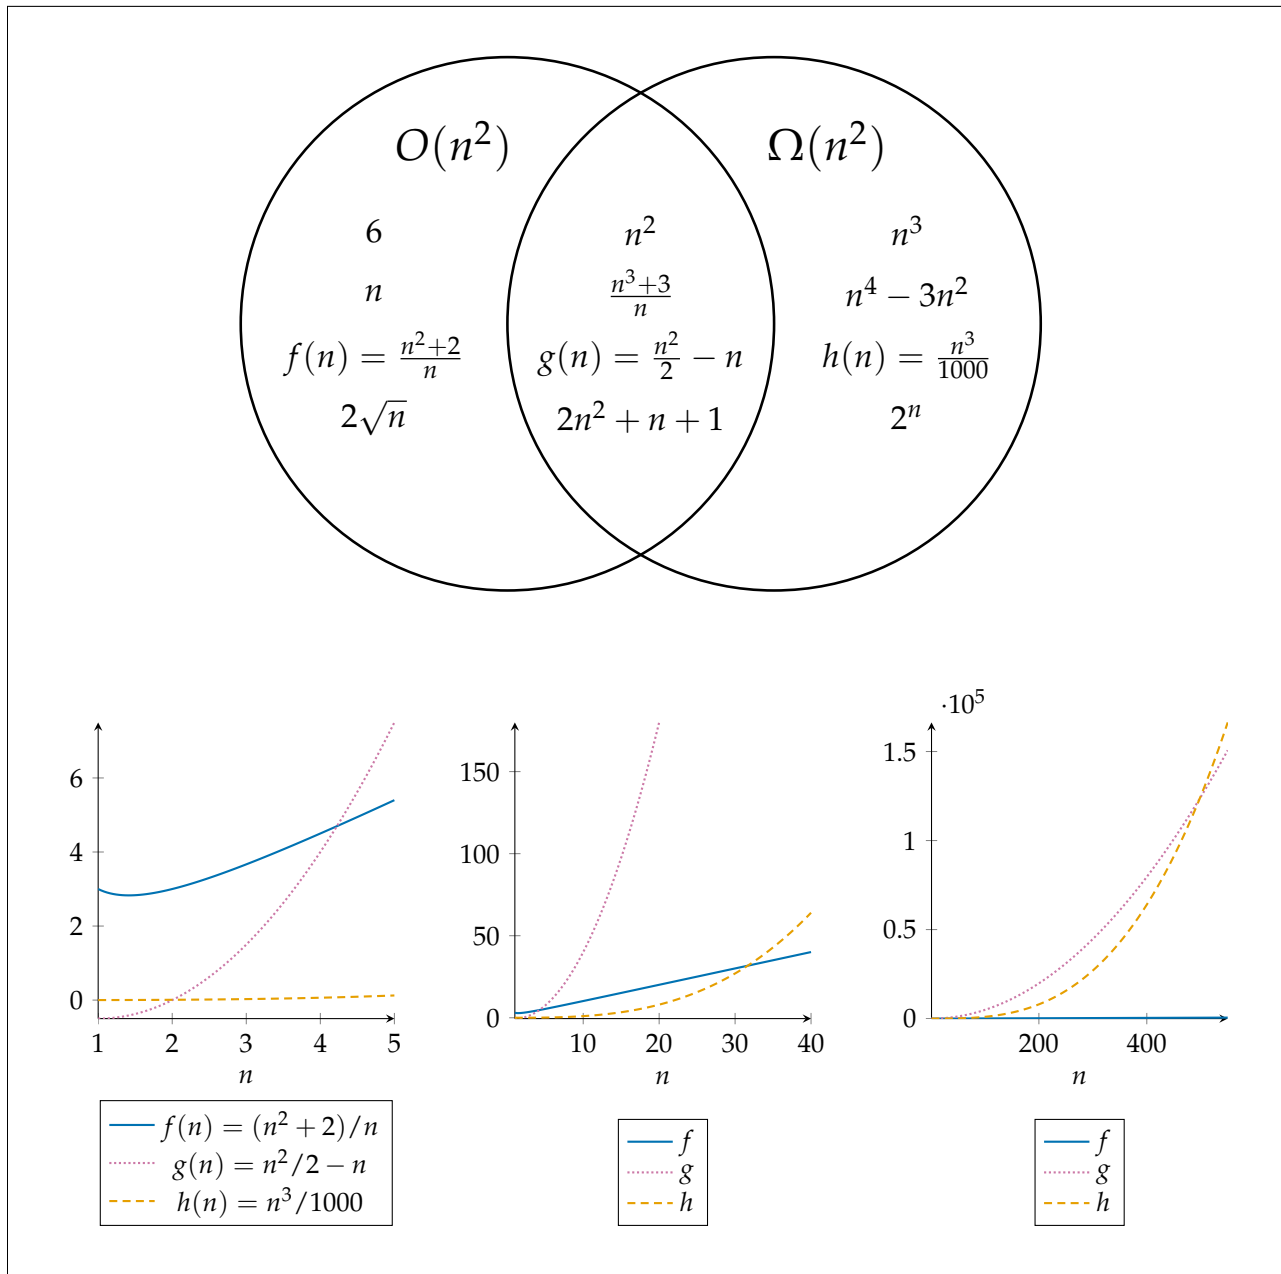 O(n²) Ω(n²)
6 n² n³
n (n³+3)/n n⁴ − 3n²
f(n) = (n²+2)/n g(n) = n²/2 − n h(n) = n³/1000
2√n 2n² + n + 1 2ⁿ
6
4
2
0
1 2 3 4 5
n
f(n) = (n² + 2)/n
g(n) = n²/2 − n
h(n) = n³/1000
150
100
50
0
10 20 30 40
n
f
g
h
·10⁵
1.5
1
0.5
0
200 400
n
f
g
h